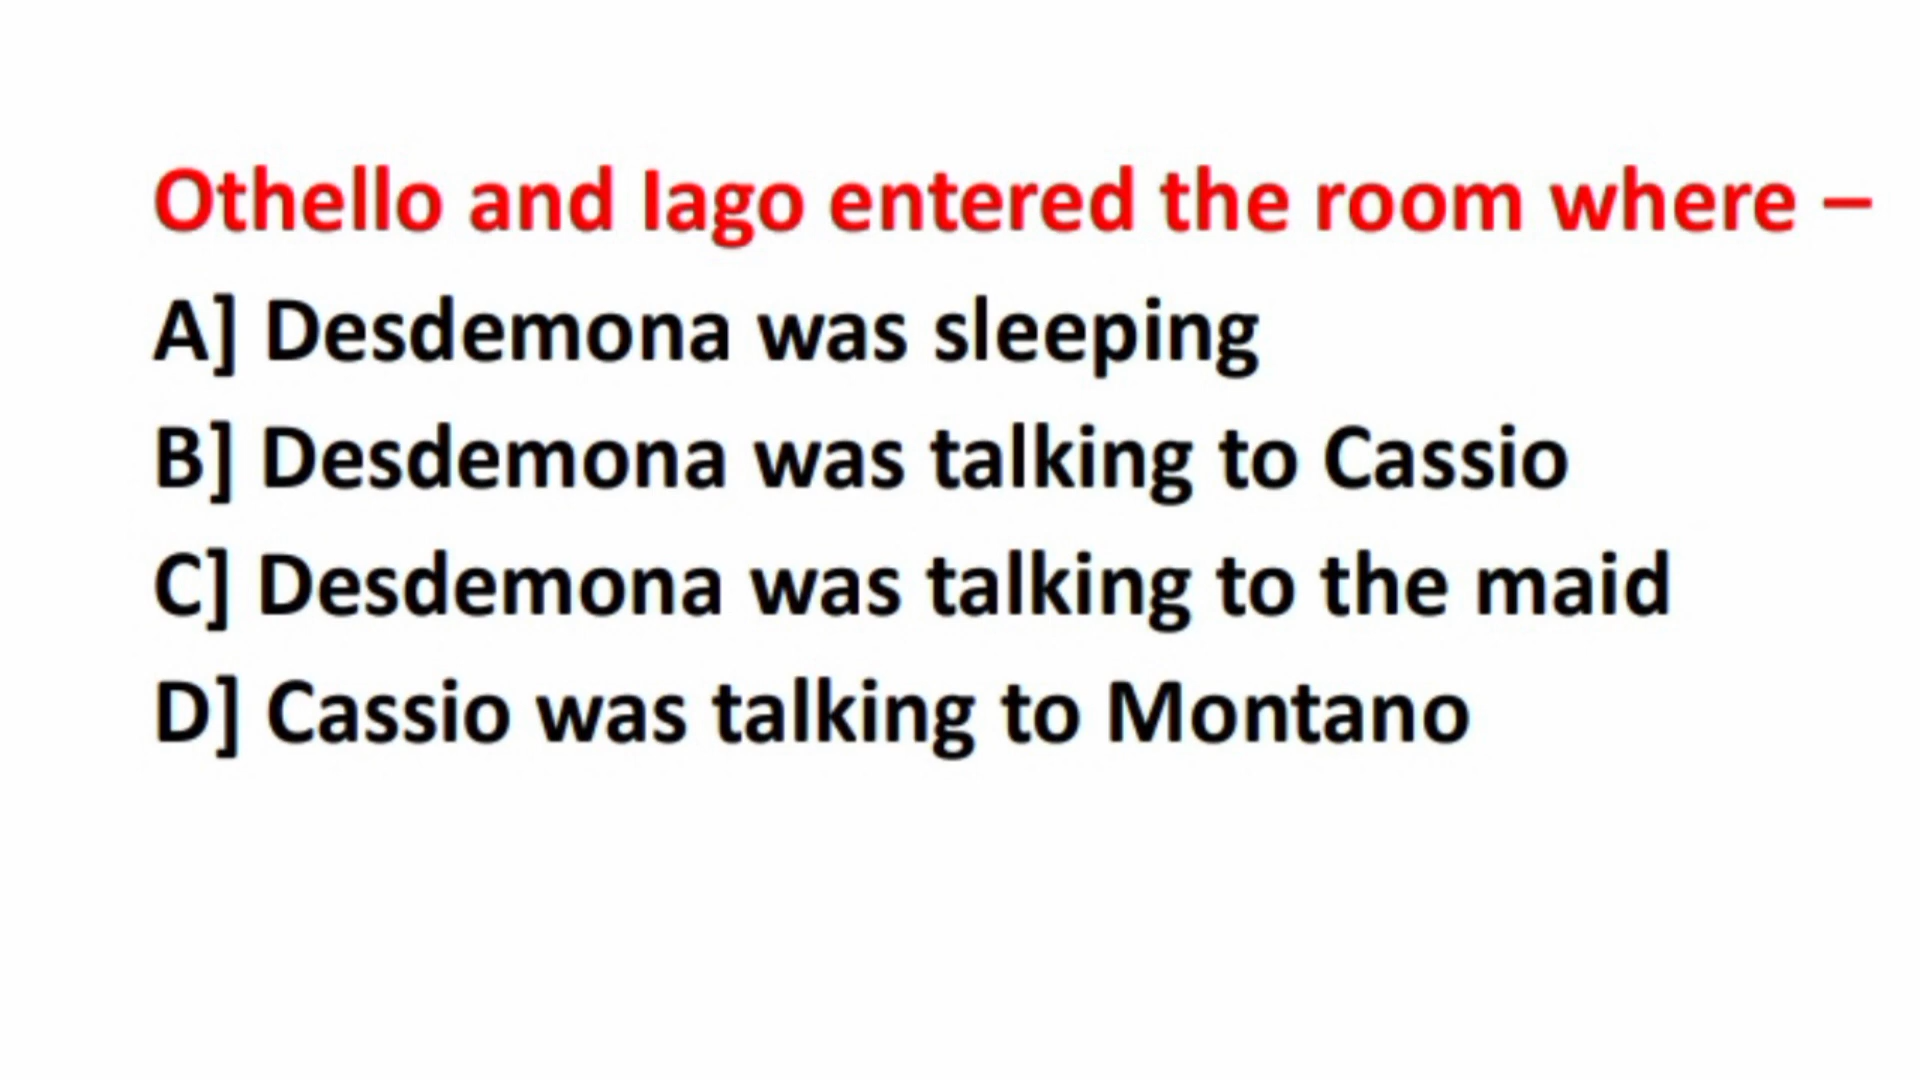 Othello and Iago entered the room where –
A] Desdemona was sleeping
B] Desdemona was talking to Cassio
C] Desdemona was talking to the maid
D] Cassio was talking to Montano